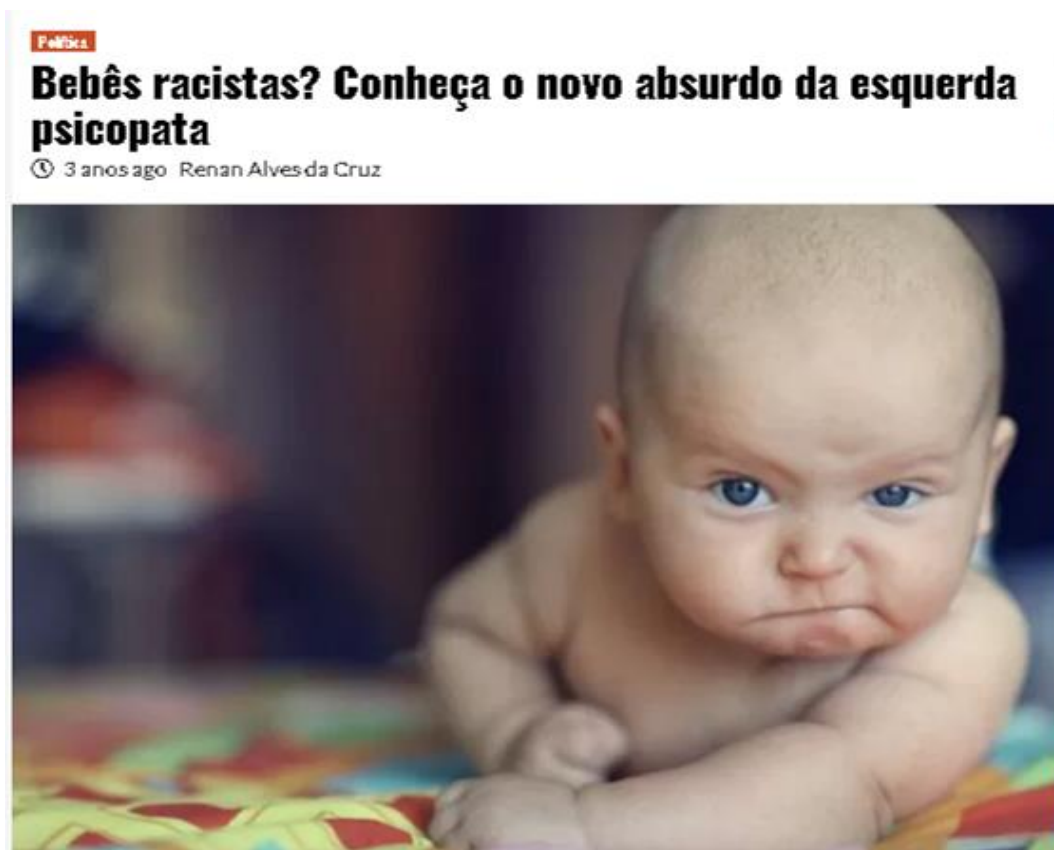 Política
Bebês racistas? Conheça o novo absurdo da esquerda
psicopata
3 anos ago Renan Alves da Cruz